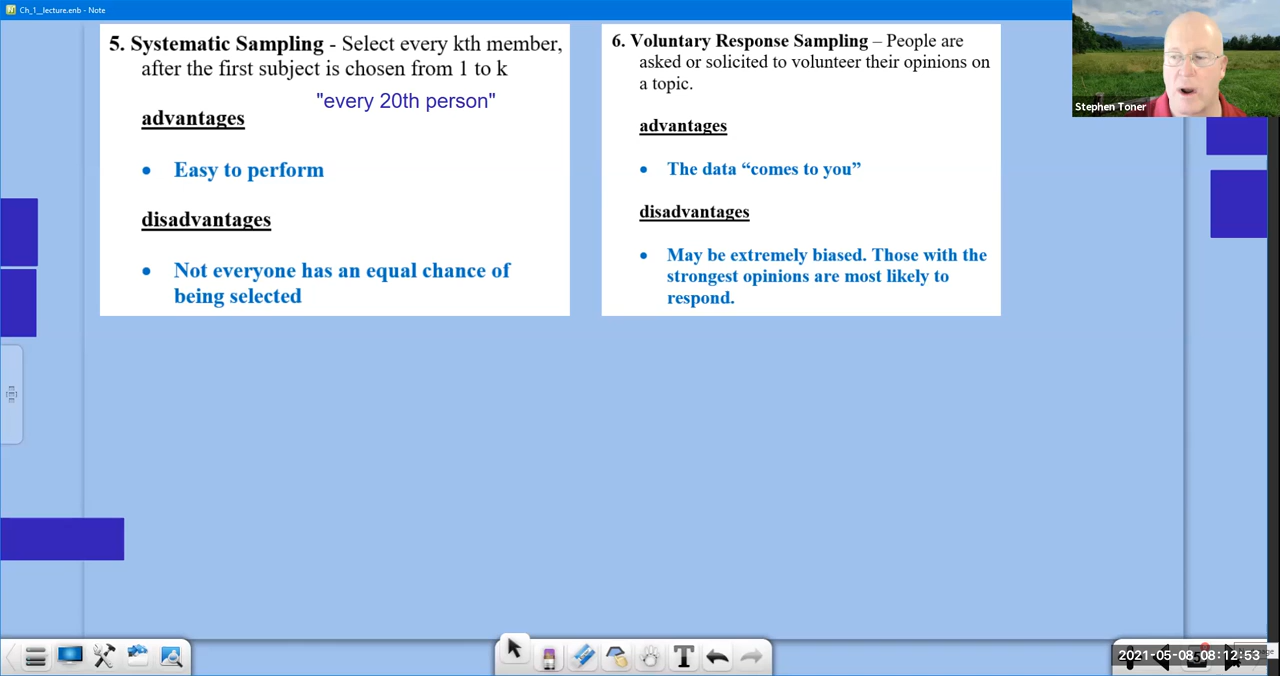 Ch_1__lecture.enb - Note
5. Systematic Sampling - Select every kth member,
after the first subject is chosen from 1 to k
"every 20th person"
advantages
• Easy to perform
disadvantages
• Not everyone has an equal chance of
being selected
6. Voluntary Response Sampling – People are
asked or solicited to volunteer their opinions on
a topic.
advantages
• The data “comes to you”
disadvantages
• May be extremely biased. Those with the
strongest opinions are most likely to
respond.
Stephen Toner
T
2021-05-08 08:12:53